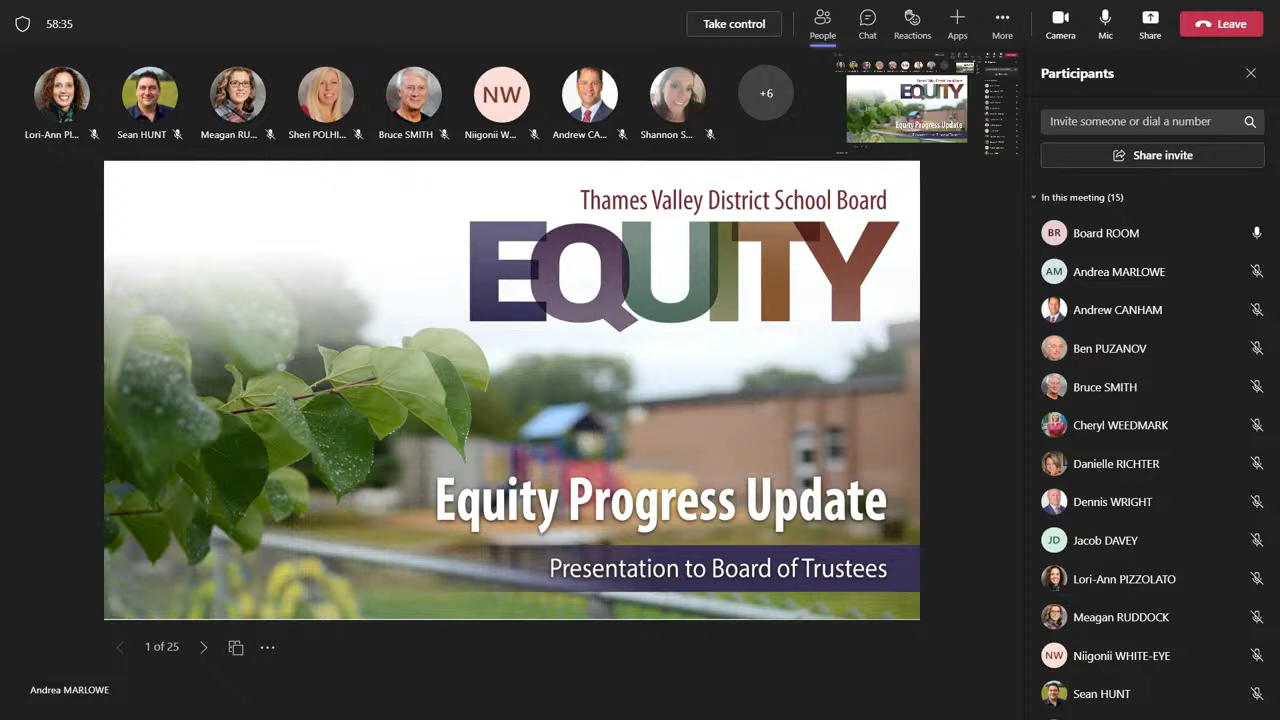 58:35
Take control
People
Chat
Reactions
Apps
More
Camera
Mic
Share
Leave
Lori-Ann PI...
Sean HUNT
Meagan
Bruce SMITH
Niigonii W...
Andrew CA...
Shannon S...
NW
+6
Participants
Invite someone or dial a number
Share invite
In this meeting (15)
BR Board ROOM
AM Andrea MARLOWE
Andrew CANHAM
Ben PUZANOV
Bruce SMITH
Cheryl WEEDMARK
Danielle RICHTER
Dennis WRIGHT
JD Jacob DAVEY
Lori-Ann PIZZOLATO
Meagan RUDDOCK
NW Niigonii WHITE-EYE
Sean HUNT
Thames Valley District School Board
EQUITY
Equity Progress Update
Presentation to Board of Trustees
1 of 25
Andrea MARLOWE